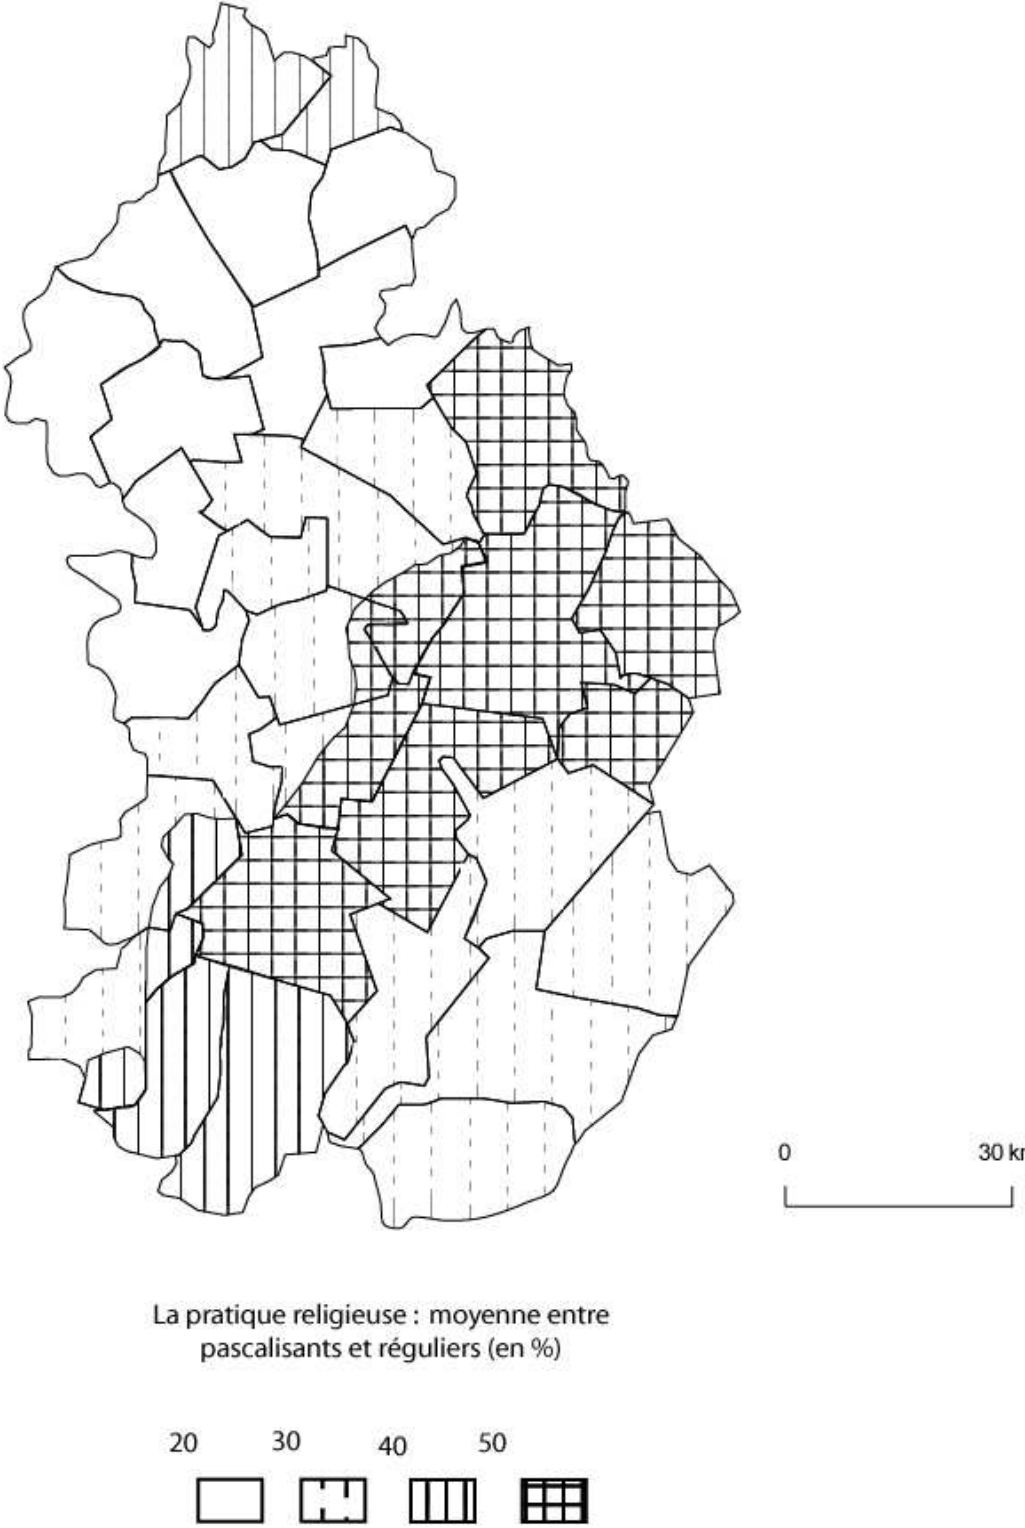 0 30 km
La pratique religieuse : moyenne entre
pascalisants et réguliers (en %)
20 30 40 50